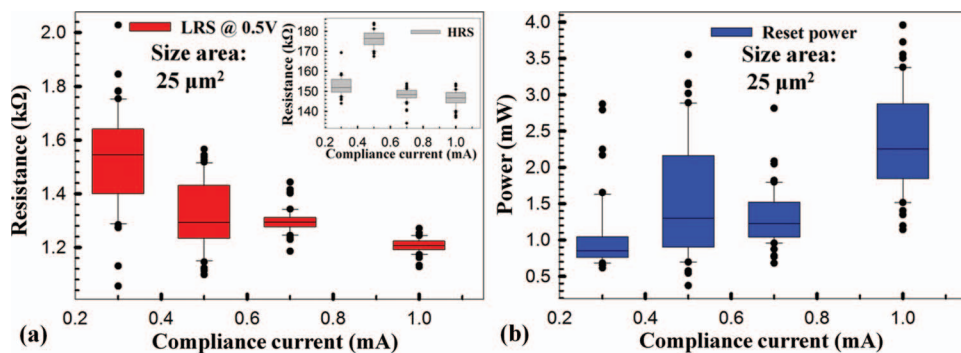 2.0
1.8
1.6
1.4
1.2
Resistance (kΩ)
LRS @ 0.5V
Size area:
25 μm²
180
170
160
150
140
Resistance (kΩ)
HRS
0.2 0.4 0.6 0.8 1.0
Compliance current (mA)
0.2 0.4 0.6 0.8 1.0
(a) Compliance current (mA)
4.0
3.5
3.0
2.5
2.0
1.5
1.0
0.5
Power (mW)
Reset power
Size area:
25 μm²
0.2 0.4 0.6 0.8 1.0
(b) Compliance current (mA)